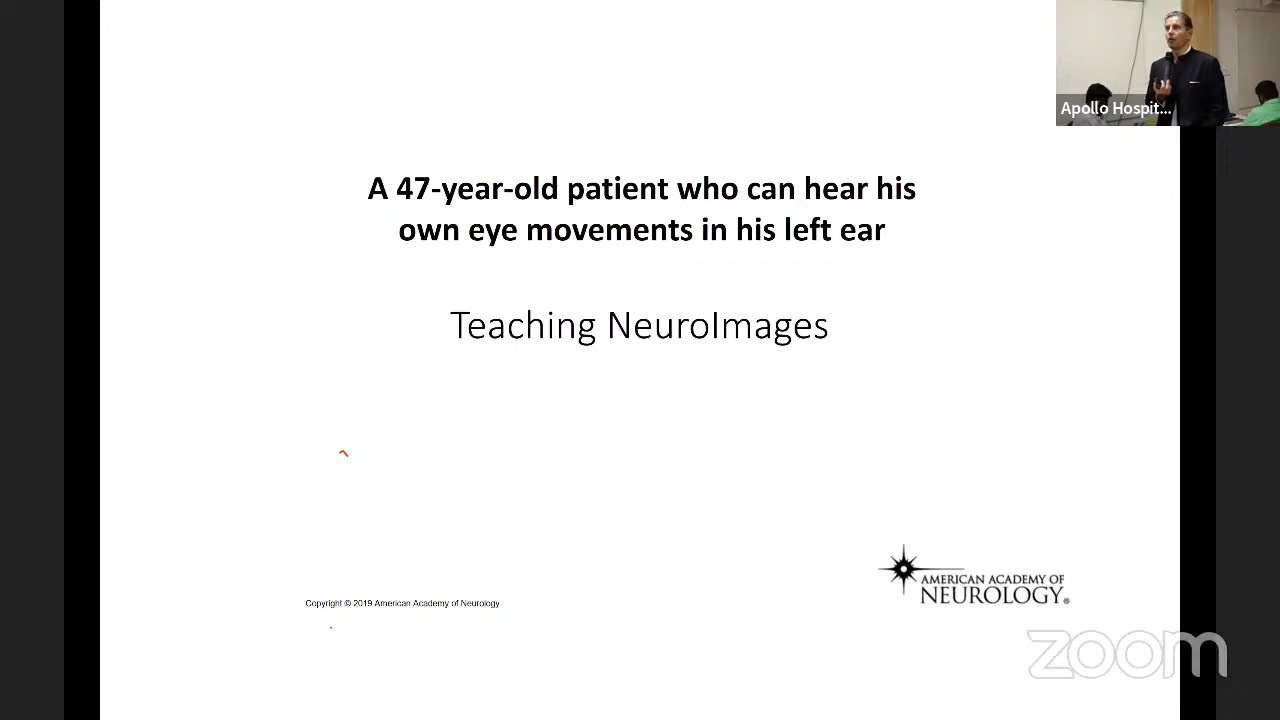 Apollo Hospit...
A 47-year-old patient who can hear his
own eye movements in his left ear
Teaching NeuroImages
AMERICAN ACADEMY OF
NEUROLOGY®
Copyright © 2019 American Academy of Neurology
zoom